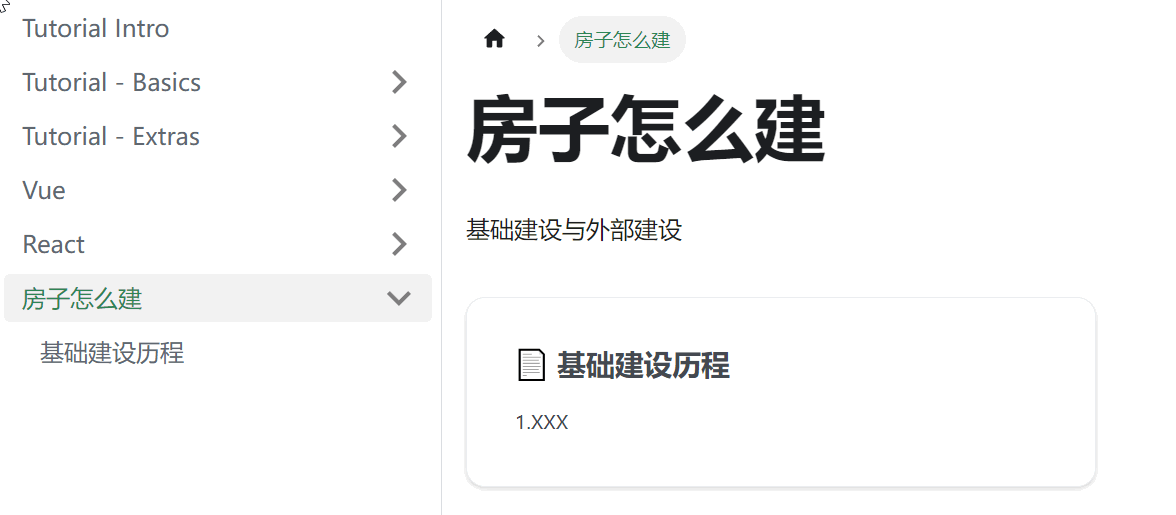 Tutorial Intro
Tutorial - Basics
Tutorial - Extras
Vue
React
房子怎么建
基础建设历程
房子怎么建
房子怎么建
基础建设与外部建设
基础建设历程
1.XXX